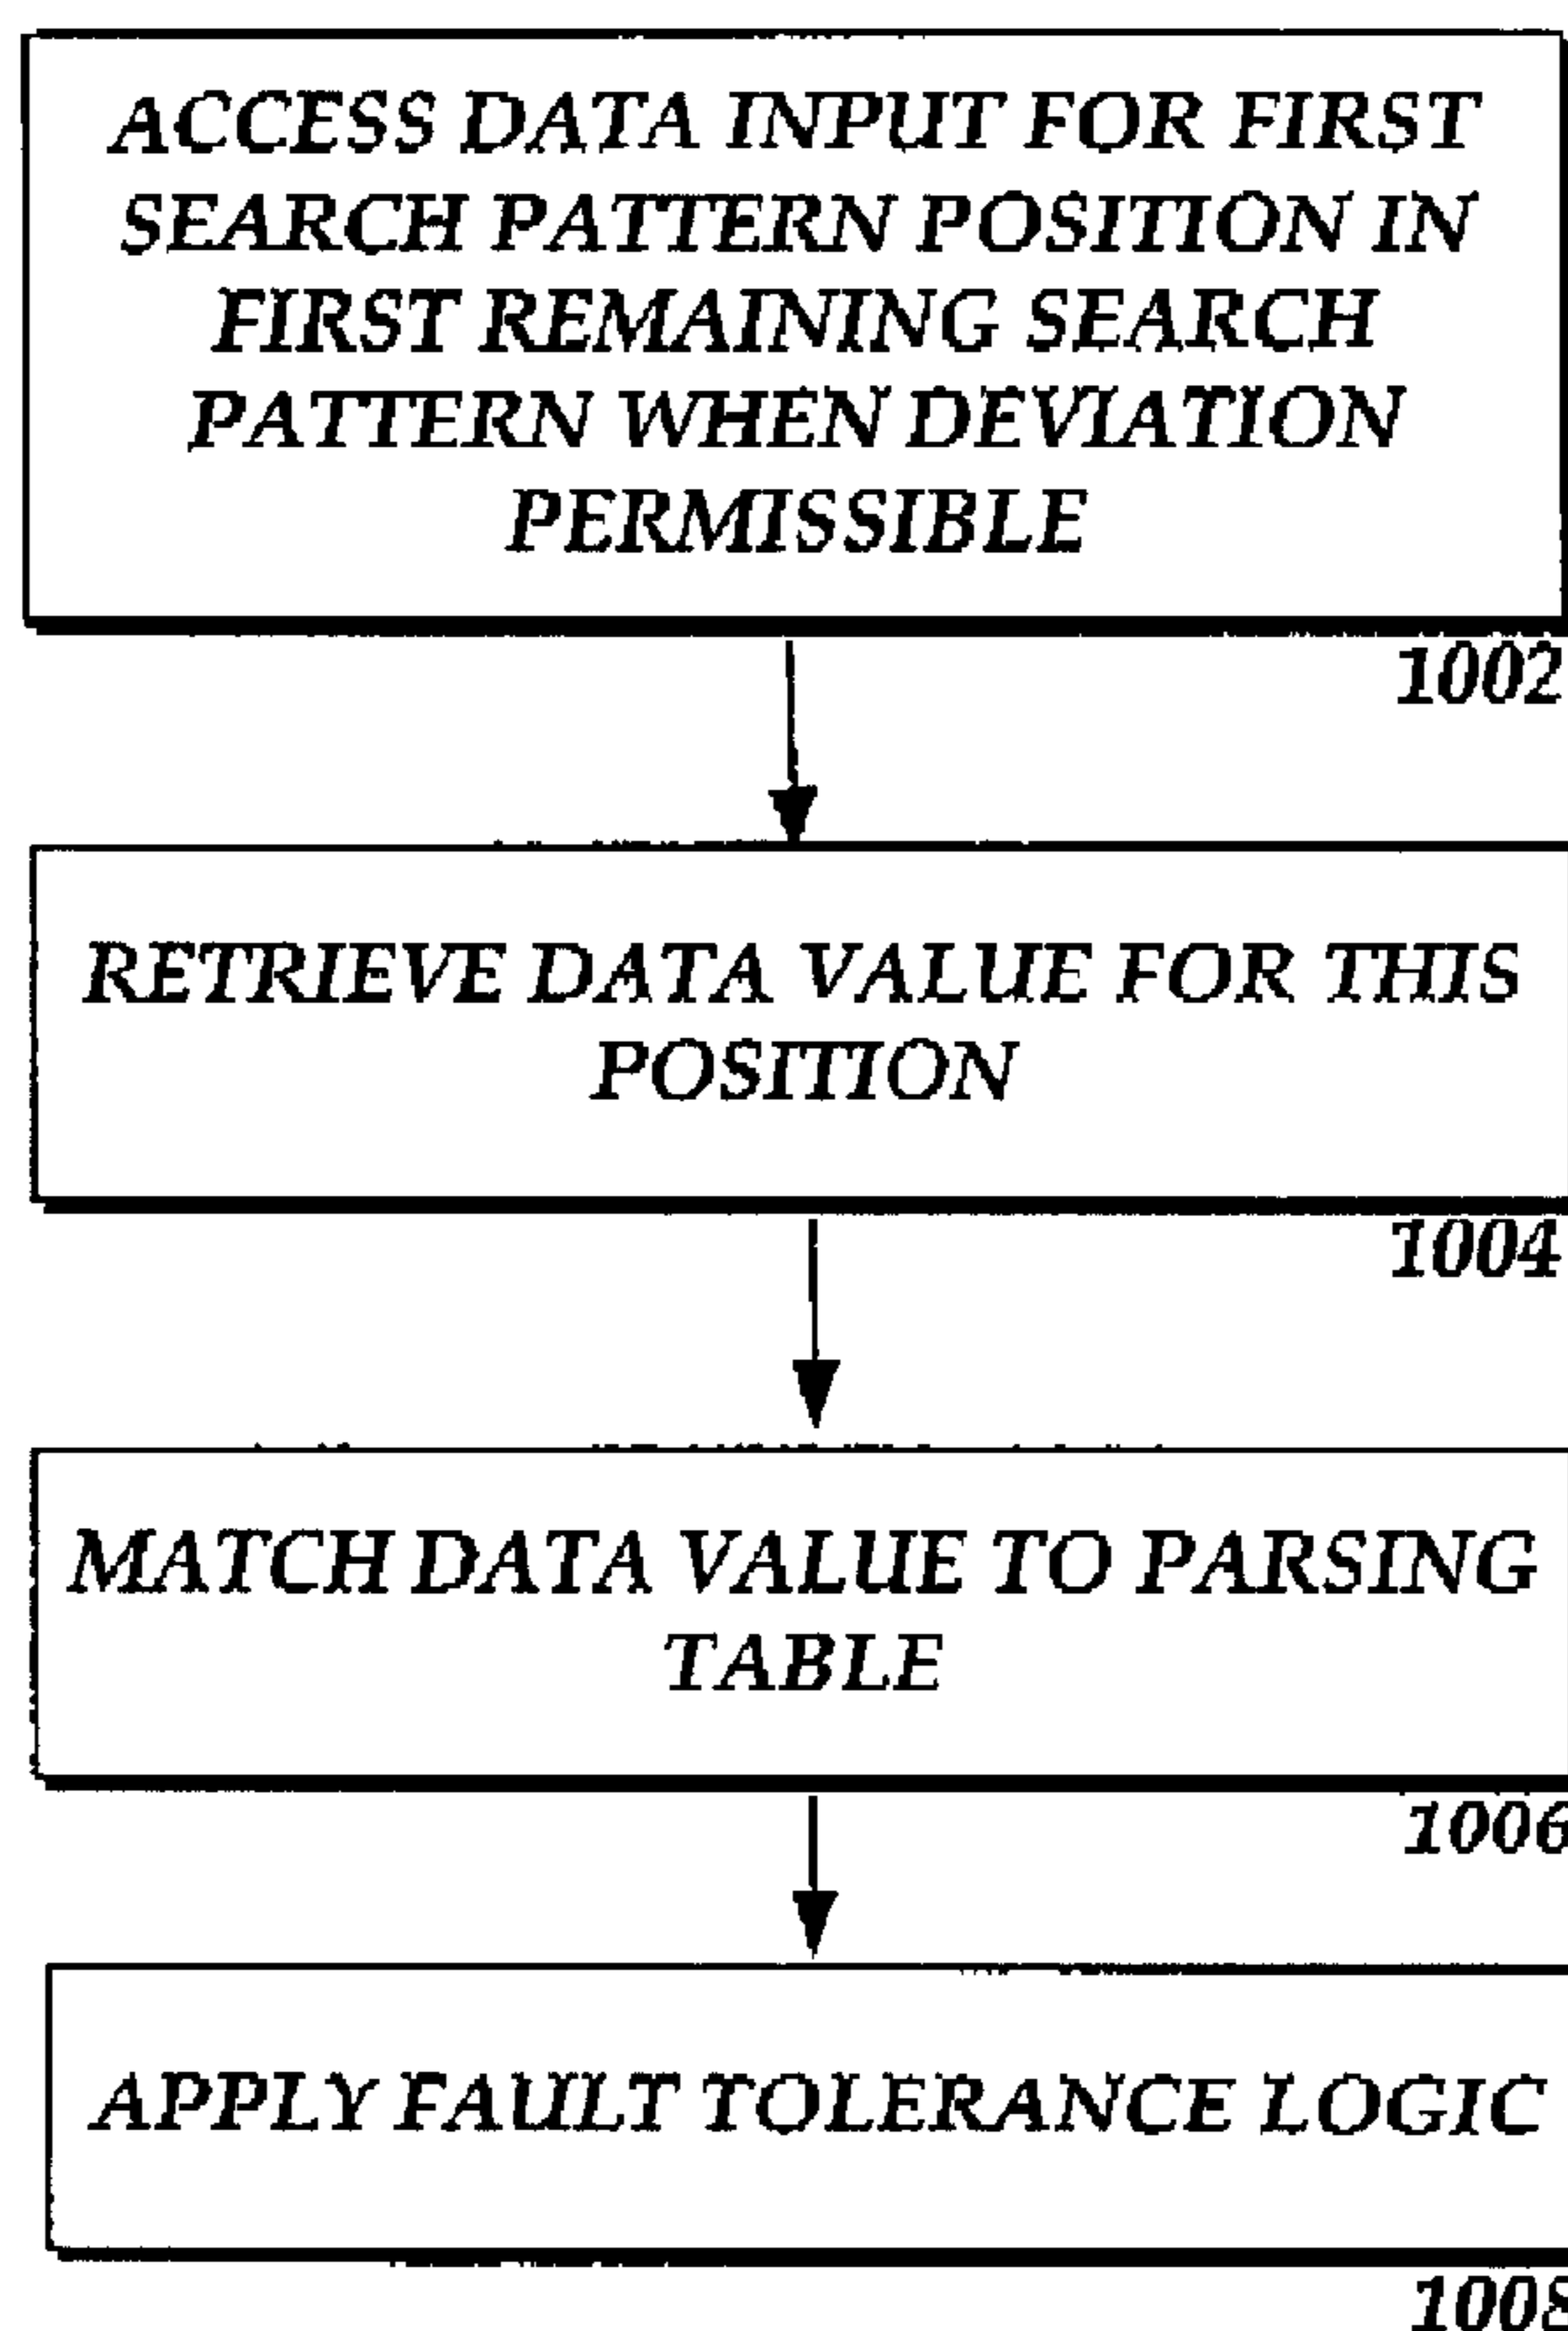 ACCESS DATA INPUT FOR FIRST
SEARCH PATTERN POSITION IN
FIRST REMAINING SEARCH
PATTERN WHEN DEVIATION
PERMISSIBLE
1002
RETRIEVE DATA VALUE FOR THIS
POSITION
1004
MATCH DATA VALUE TO PARSING
TABLE
1006
APPLY FAULT TOLERANCE LOGIC
1008